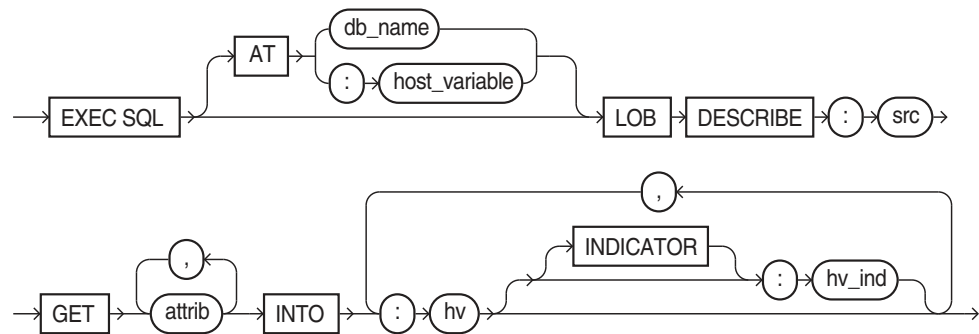 db_name
AT
: host_variable
EXEC SQL LOB DESCRIBE : src
,
, INDICATOR
: hv_ind
GET attrib INTO : hv